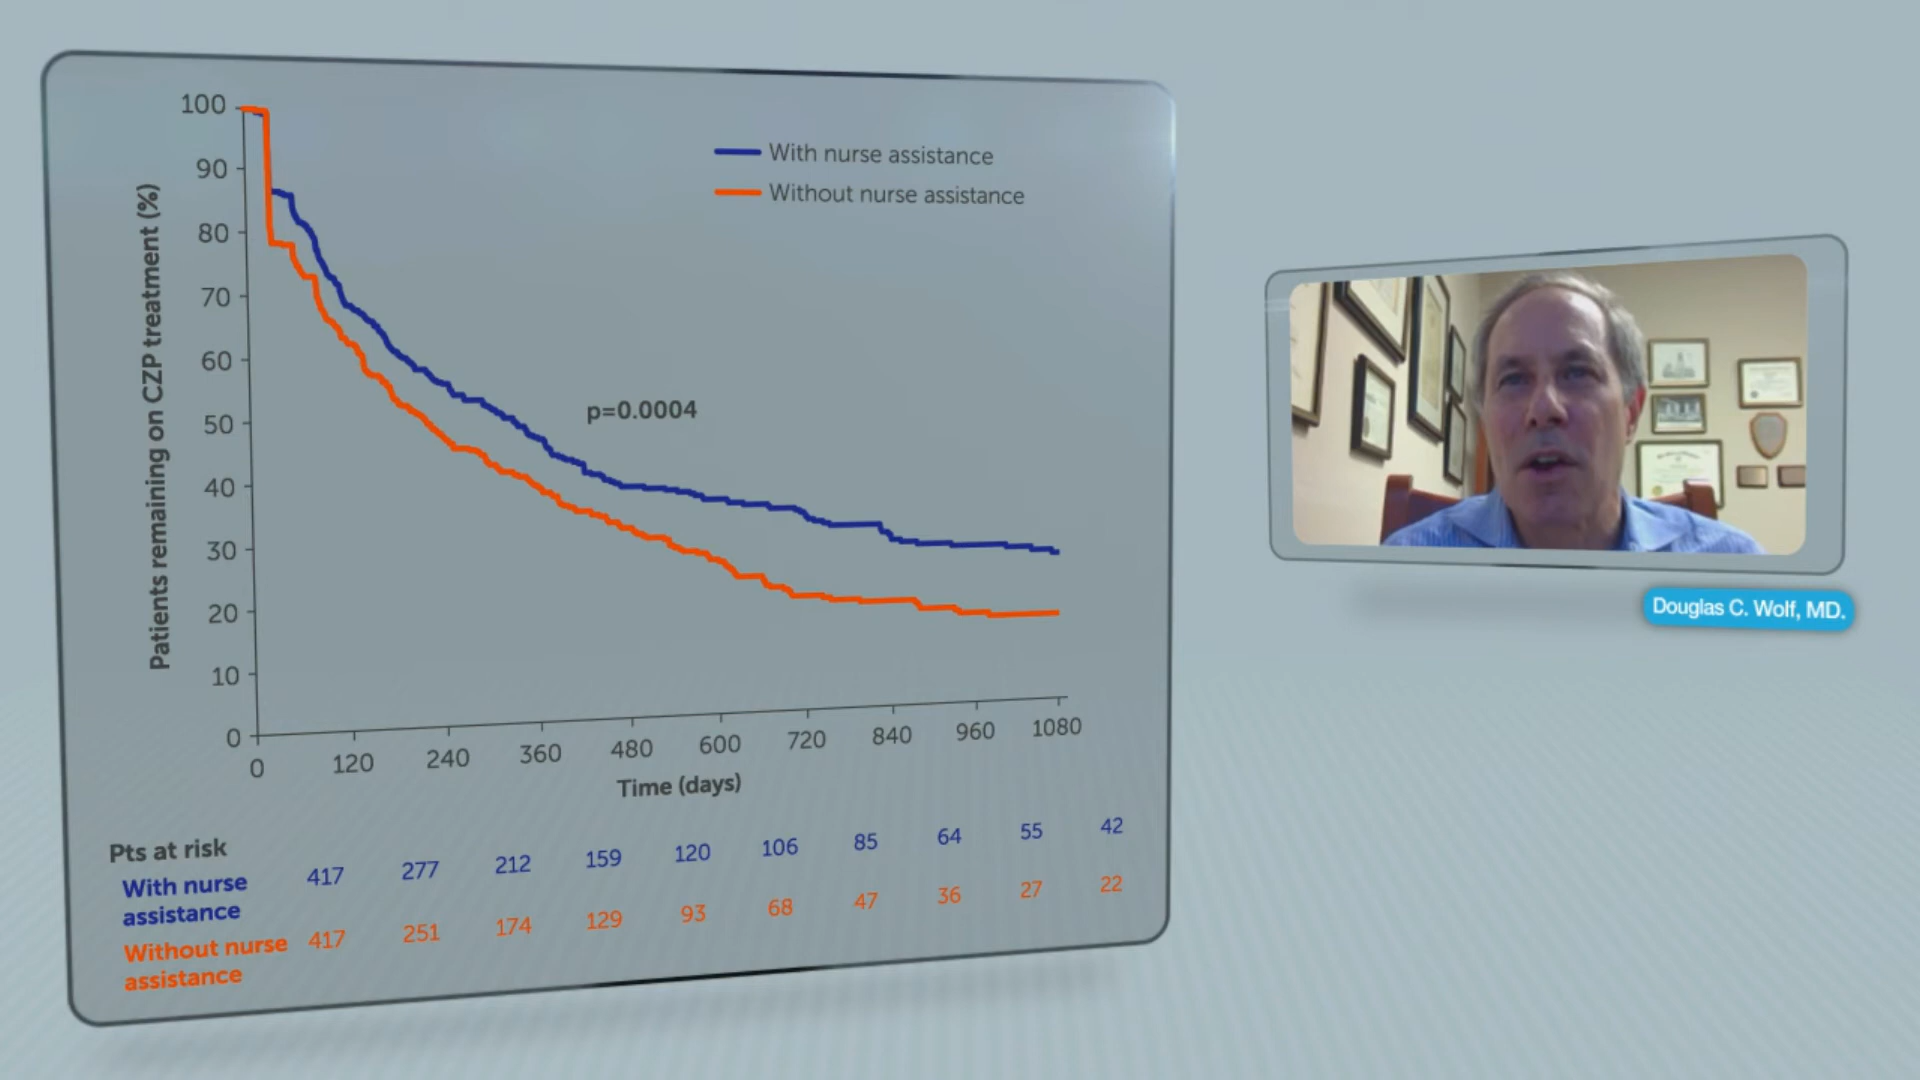 100
90
80
70
60
50
40
30
20
10
0
Patients remaining on CZP treatment (%)
With nurse assistance
Without nurse assistance
p=0.0004
0 120 240 360 480 600 720 840 960 1080
Time (days)
Pts at risk
With nurse
assistance
417 277 212 159 120 106 85 64 55 42
Without nurse
assistance
417 251 174 129 93 68 47 36 27 22
Douglas C. Wolf, MD.